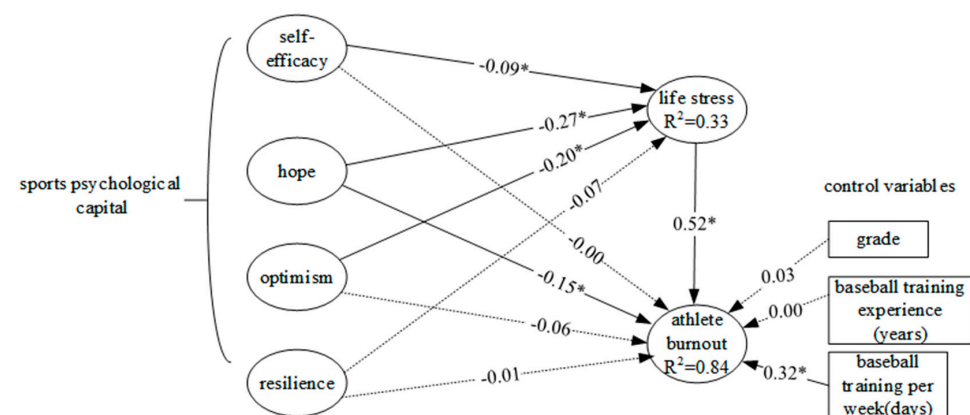 self-
efficacy
-0.09*
life stress
R²=0.33
hope
-0.27*
-0.20*
sports psychological
capital
-0.07
control variables
0.52*
grade
-0.00
optimism
-0.15*
0.03
baseball training
experience
(years)
0.00
athlete
burnout
R²=0.84
-0.06
resilience
-0.01
0.32*
baseball
training per
week(days)